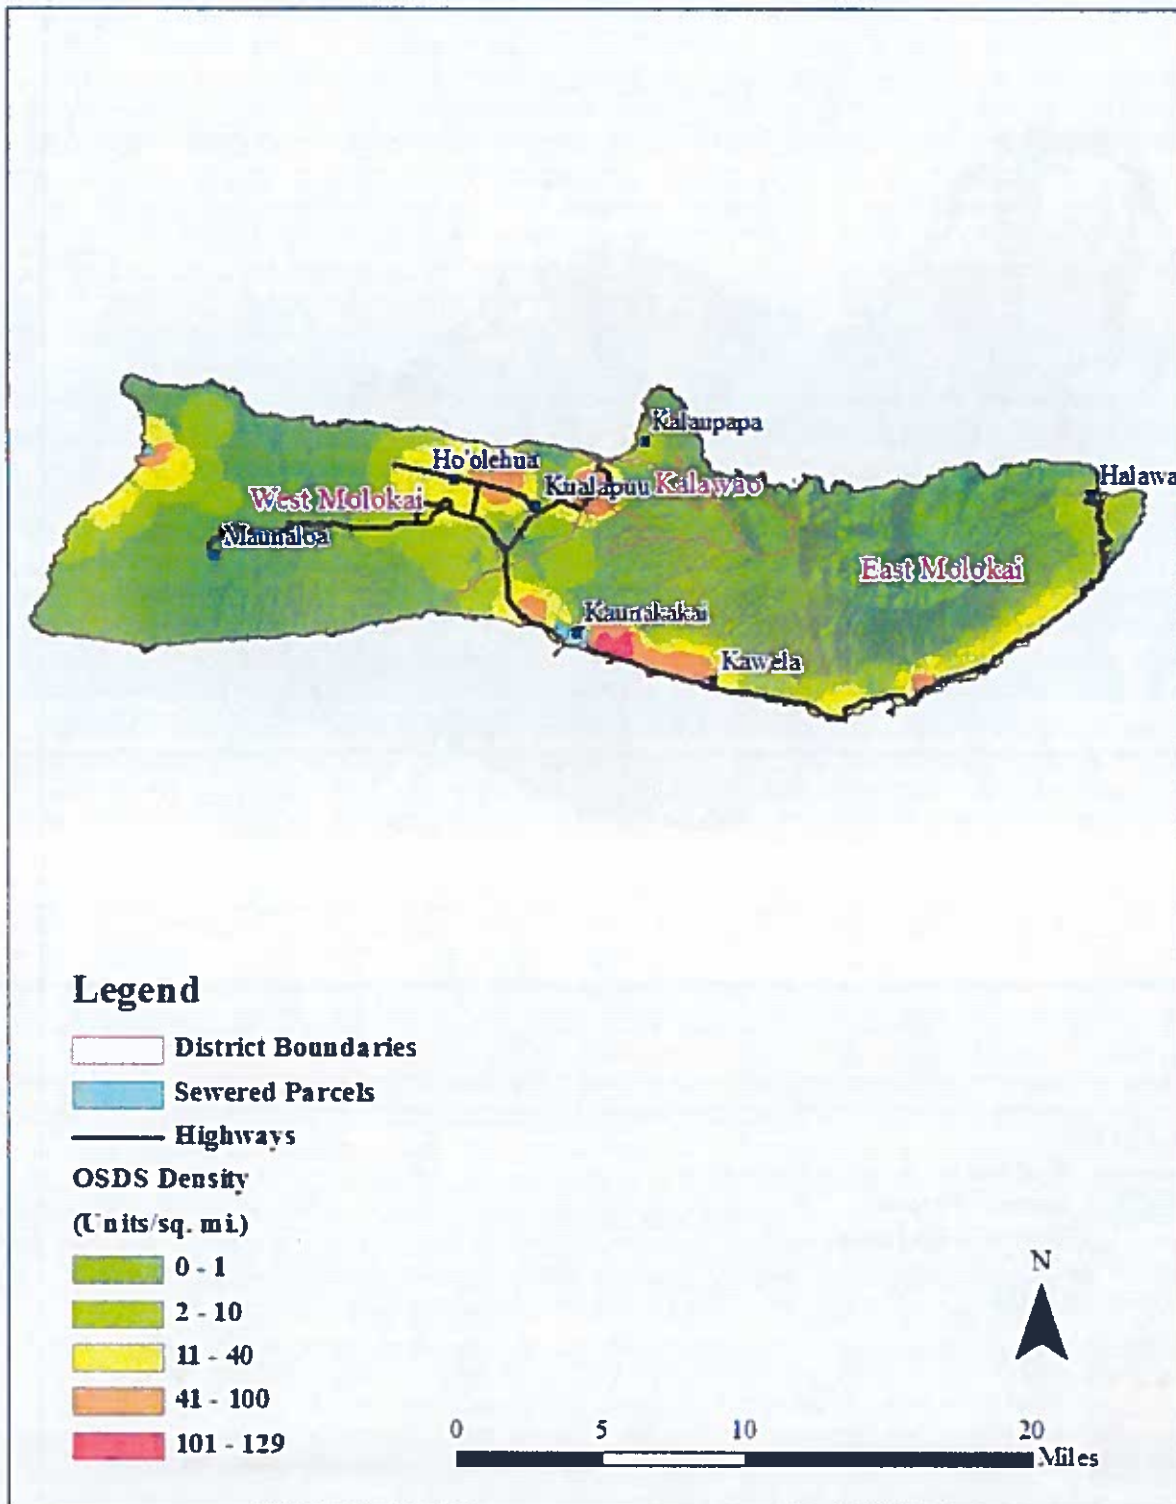 Kalaupapa
Ho'olehua
Halawa
Kualapuu
Kalawao
West Molokai
Maunaloa
East Molokai
Kaunakakai
Kawela
Legend
District Boundaries
Sewered Parcels
Highways
OSDS Density
(Units/sq. mi.)
0 - 1
2 - 10
11 - 40
41 - 100
101 - 129
N
0 5 10 20
Miles